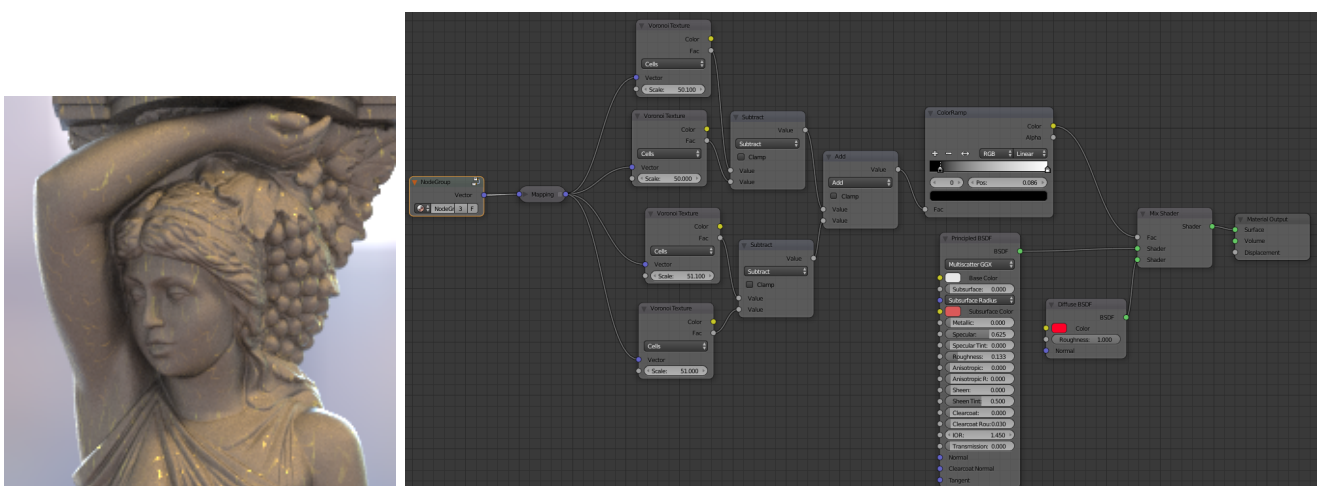 Voronoi Texture
Color
Fac
Cells
Vector
Scale: 50.100
Voronoi Texture
Color
Fac
Cells
Vector
Scale: 50.000
Subtract
Value
Subtract
Clamp
Value
Value
NodeGroup
Vector
NodeGr 3 F
Mapping
Add
Value
Add
Clamp
Value
Value
ColorRamp
Color
Alpha
+ − ↔ RGB Linear
0 Pos: 0.086
Fac
Voronoi Texture
Color
Fac
Cells
Vector
Scale: 51.100
Subtract
Value
Subtract
Clamp
Value
Value
Voronoi Texture
Color
Fac
Cells
Vector
Scale: 51.000
Principled BSDF
BSDF
Multiscatter GGX
Base Color
Subsurface: 0.000
Subsurface Radius
Subsurface Color
Metallic: 0.000
Specular: 0.625
Specular Tint: 0.000
Roughness: 0.133
Anisotropic: 0.000
Anisotropic R: 0.000
Sheen: 0.000
Sheen Tint: 0.500
Clearcoat: 0.000
Clearcoat Rou:0.030
IOR: 1.450
Transmission: 0.000
Normal
Clearcoat Normal
Tangent
Diffuse BSDF
BSDF
Color
Roughness: 1.000
Normal
Mix Shader
Shader
Fac
Shader
Shader
Material Output
Surface
Volume
Displacement